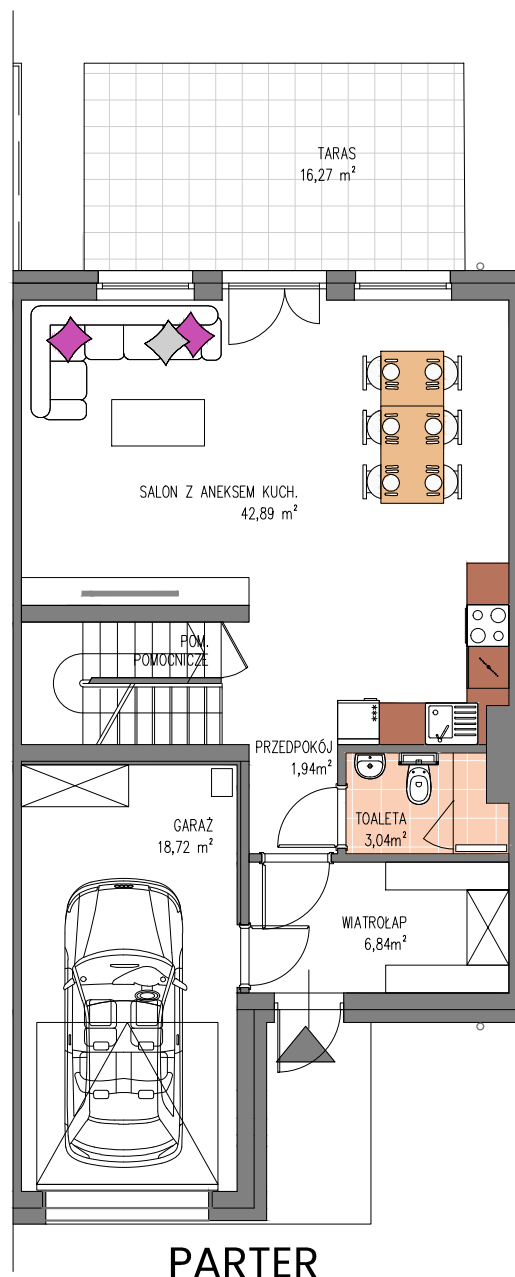 TARAS
16,27 m²
SALON Z ANEKSEM KUCH.
42,89 m²
POM.
POMOCNICZE
PRZEDPOKÓJ
1,94m²
GARAŻ
18,72 m²
TOALETA
3,04m²
WIATROŁAP
6,84m²
PARTER